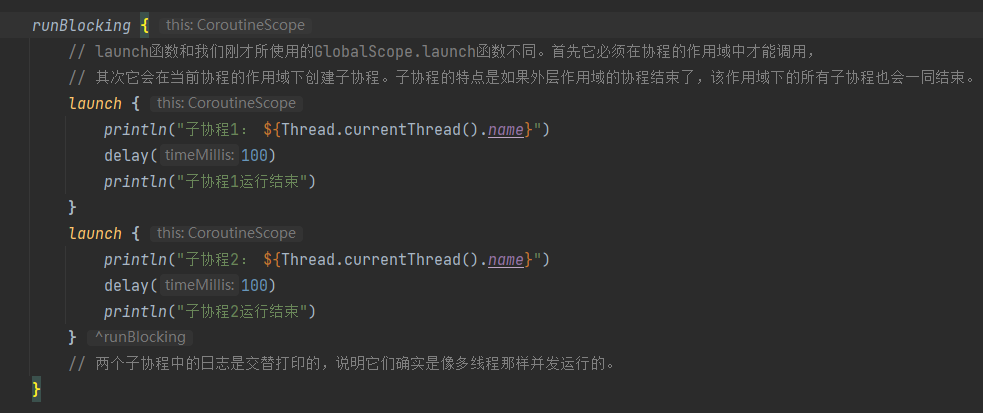 runBlocking { this: CoroutineScope
// launch函数和我们刚才所使用的GlobalScope.launch函数不同。首先它必须在协程的作用域中才能调用，
// 其次它会在当前协程的作用域下创建子协程。子协程的特点是如果外层作用域的协程结束了，该作用域下的所有子协程也会一同结束。
launch { this: CoroutineScope
println("子协程1： ${Thread.currentThread().name}")
delay( timeMillis: 100)
println("子协程1运行结束")
}
launch { this: CoroutineScope
println("子协程2： ${Thread.currentThread().name}")
delay( timeMillis: 100)
println("子协程2运行结束")
} ^runBlocking
// 两个子协程中的日志是交替打印的，说明它们确实是像多线程那样并发运行的。
}